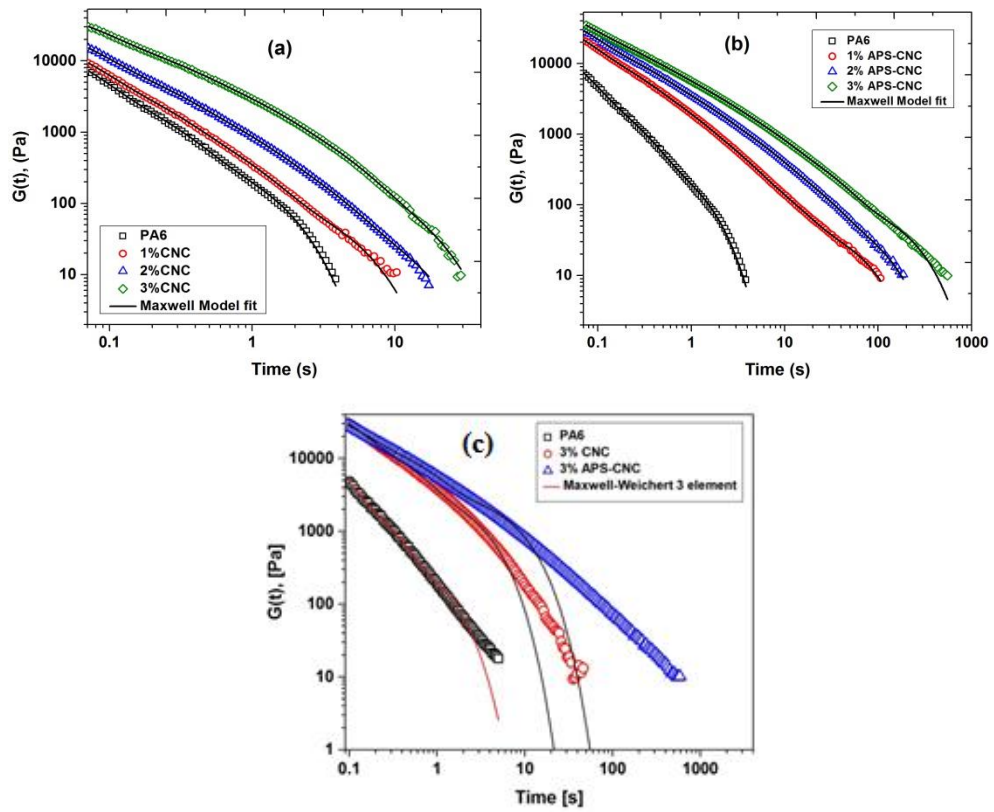 (a)
G(t), (Pa)
10000
1000
100
10
PA6
1%CNC
2%CNC
3%CNC
Maxwell Model fit
0.1 1 10
Time (s)
(b)
G(t), (Pa)
10000
1000
100
10
PA6
1% APS-CNC
2% APS-CNC
3% APS-CNC
Maxwell Model fit
0.1 1 10 100 1000
Time (s)
(c)
G(t), [Pa]
10000
1000
100
10
1
PA6
3% CNC
3% APS-CNC
Maxwell-Weichert 3 element
0.1 1 10 100 1000
Time [s]